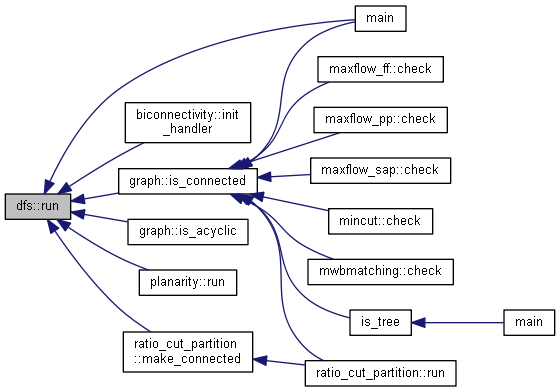 main
maxflow_ff::check
biconnectivity::init
_handler
maxflow_pp::check
maxflow_sap::check
graph::is_connected
dfs::run
mincut::check
graph::is_acyclic
mwbmatching::check
planarity::run
is_tree
main
ratio_cut_partition
::make_connected
ratio_cut_partition::run